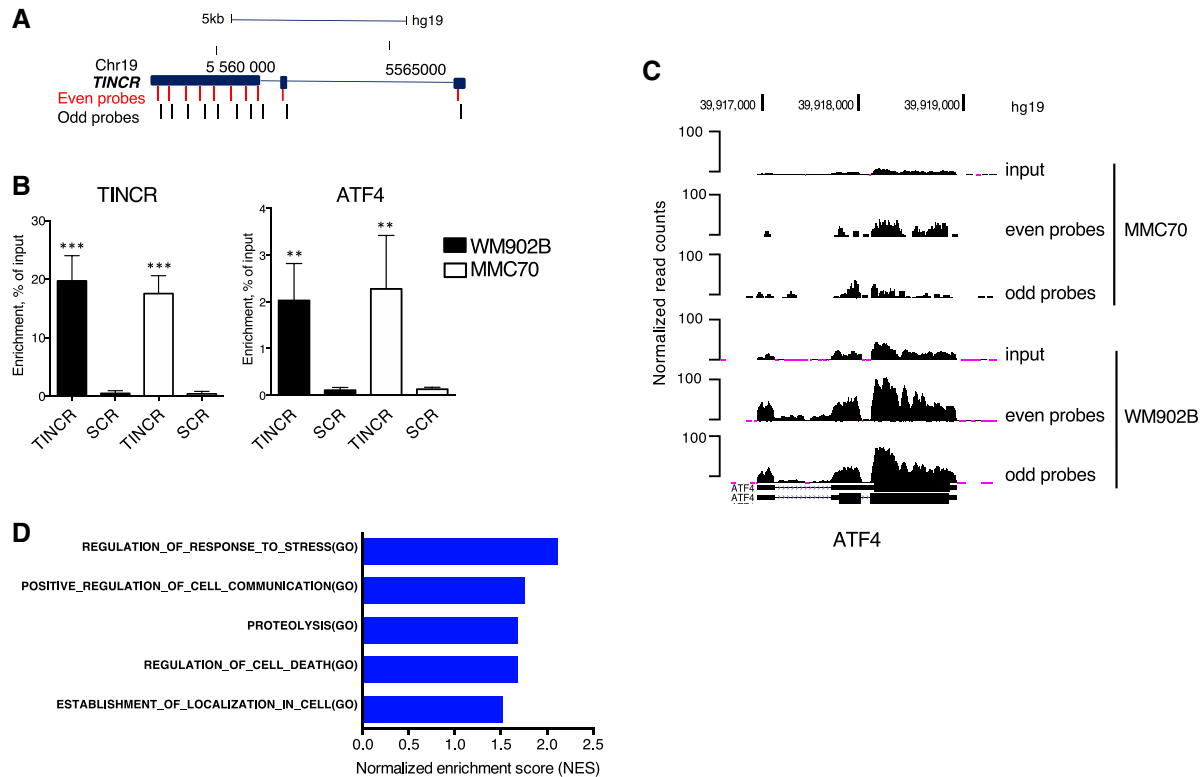 A
5kb
hg19
Chr19
5 560 000
5565000
TINCR
Even probes
Odd probes
B
TINCR
ATF4
Enrichment, % of input
30
20
10
0
***
***
TINCR
SCR
TINCR
SCR
Enrichment, % of input
4
3
2
1
0
**
**
TINCR
SCR
TINCR
SCR
WM902B
MMC70
C
39,917,000
39,918,000
39,919,000
hg19
Normalized read counts
100
input
100
even probes
MMC70
100
odd probes
100
input
100
even probes
WM902B
100
odd probes
ATF4
ATF4
ATF4
D
REGULATION_OF_RESPONSE_TO_STRESS(GO)
POSITIVE_REGULATION_OF_CELL_COMMUNICATION(GO)
PROTEOLYSIS(GO)
REGULATION_OF_CELL_DEATH(GO)
ESTABLISHMENT_OF_LOCALIZATION_IN_CELL(GO)
0.0 0.5 1.0 1.5 2.0 2.5
Normalized enrichment score (NES)